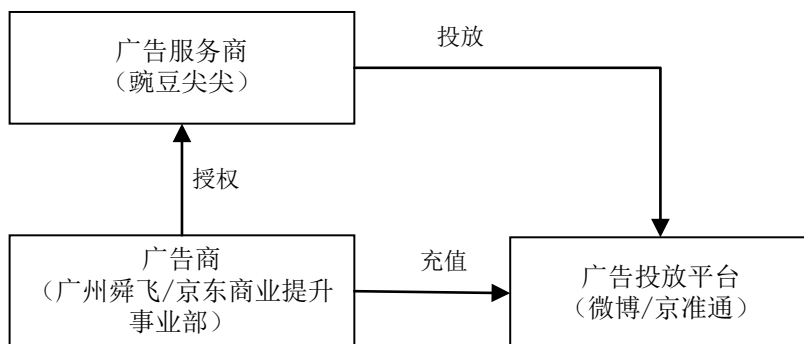 广告服务商
（豌豆尖尖）
投放
授权
广告商
（广州舜飞/京东商业提升
事业部）
充值
广告投放平台
（微博/京准通）